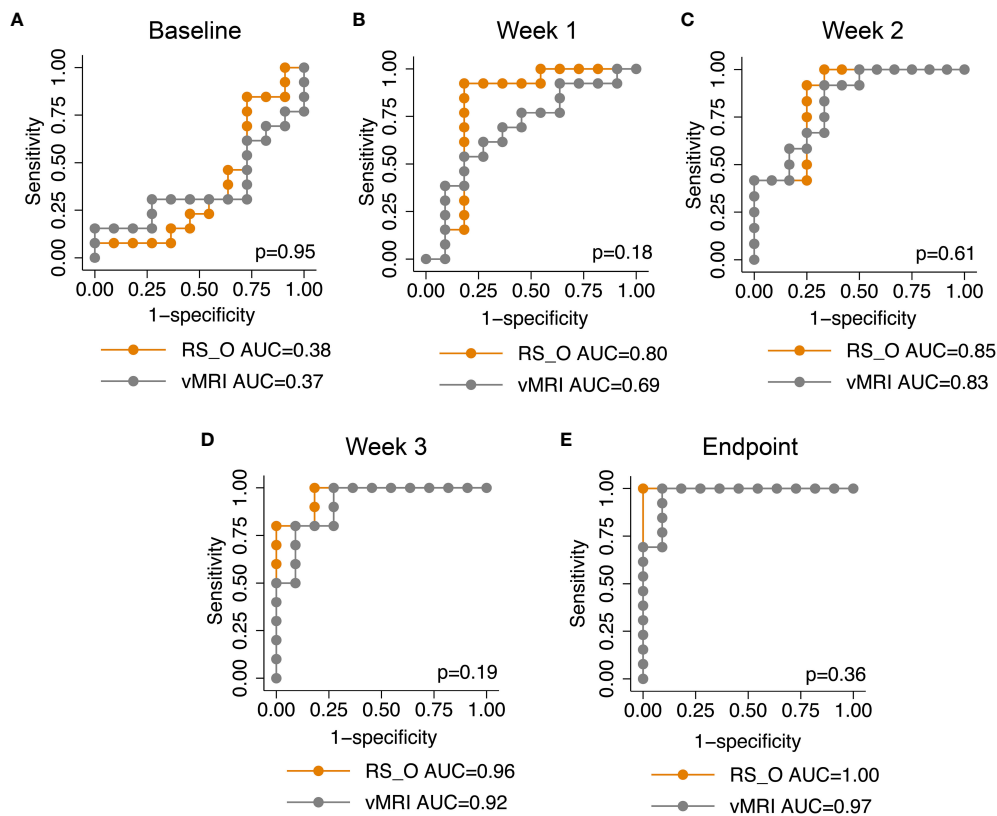 A
Baseline
Sensitivity
0.00 0.25 0.50 0.75 1.00
p=0.95
0.00 0.25 0.50 0.75 1.00
1−specificity
RS_O AUC=0.38
vMRI AUC=0.37
B
Week 1
Sensitivity
0.00 0.25 0.50 0.75 1.00
p=0.18
0.00 0.25 0.50 0.75 1.00
1−specificity
RS_O AUC=0.80
vMRI AUC=0.69
C
Week 2
Sensitivity
0.00 0.25 0.50 0.75 1.00
p=0.61
0.00 0.25 0.50 0.75 1.00
1−specificity
RS_O AUC=0.85
vMRI AUC=0.83
D
Week 3
Sensitivity
0.00 0.25 0.50 0.75 1.00
p=0.19
0.00 0.25 0.50 0.75 1.00
1−specificity
RS_O AUC=0.96
vMRI AUC=0.92
E
Endpoint
Sensitivity
0.00 0.25 0.50 0.75 1.00
p=0.36
0.00 0.25 0.50 0.75 1.00
1−specificity
RS_O AUC=1.00
vMRI AUC=0.97